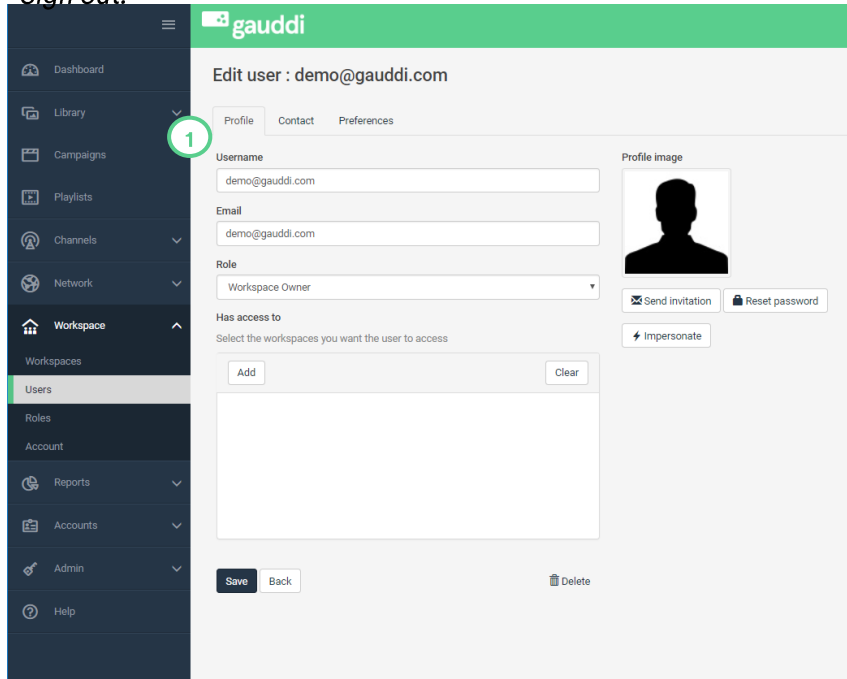 Sign out.
gauddi
Dashboard
Library
Campaigns
Playlists
Channels
Network
Workspace
Workspaces
Users
Roles
Account
Reports
Accounts
Admin
Help
Edit user : demo@gauddi.com
Profile Contact Preferences
1
Username
demo@gauddi.com
Email
demo@gauddi.com
Role
Workspace Owner
Has access to
Select the workspaces you want the user to access
Add Clear
Save Back Delete
Profile image
Send invitation Reset password
Impersonate